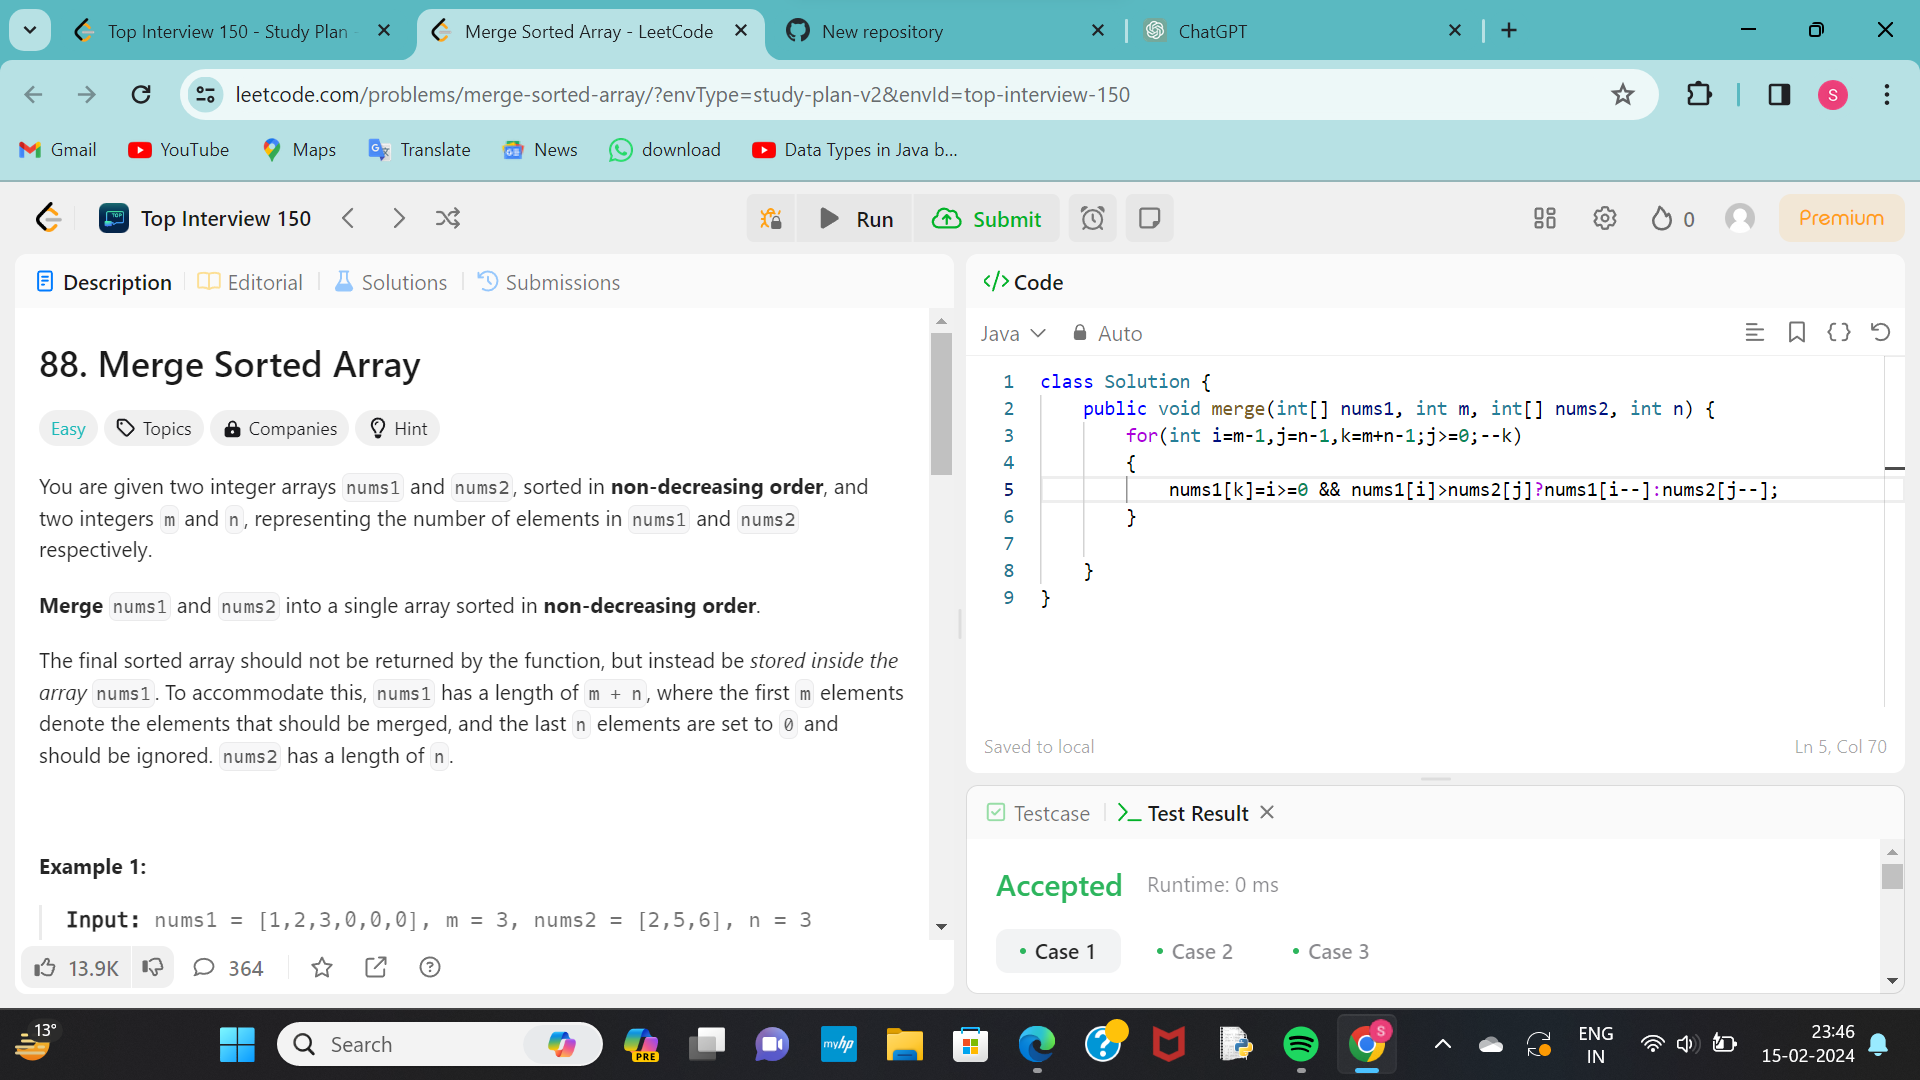 Top Interview 150 - Study Plan -
Merge Sorted Array - LeetCode
New repository
ChatGPT
leetcode.com/problems/merge-sorted-array/?envType=study-plan-v2&envId=top-interview-150
S
Gmail
YouTube
Maps
Translate
News
download
Data Types in Java b...
TOP
Top Interview 150
Run
Submit
0
Premium
Description
Editorial
Solutions
Submissions
88. Merge Sorted Array
Easy
Topics
Companies
Hint
You are given two integer arrays nums1 and nums2, sorted in non-decreasing order, and
two integers m and n, representing the number of elements in nums1 and nums2
respectively.
Merge nums1 and nums2 into a single array sorted in non-decreasing order.
The final sorted array should not be returned by the function, but instead be stored inside the
array nums1. To accommodate this, nums1 has a length of m + n, where the first m elements
denote the elements that should be merged, and the last n elements are set to 0 and
should be ignored. nums2 has a length of n.
Example 1:
Input: nums1 = [1,2,3,0,0,0], m = 3, nums2 = [2,5,6], n = 3
13.9K
364
</> Code
Java
Auto
1 class Solution {
2 public void merge(int[] nums1, int m, int[] nums2, int n) {
3 for(int i=m-1,j=n-1,k=m+n-1;j>=0;--k)
4 {
5 nums1[k]=i>=0 && nums1[i]>nums2[j]?nums1[i--]:nums2[j--];
6 }
7
8 }
9 }
Saved to local
Ln 5, Col 70
Testcase
Test Result
Accepted
Runtime: 0 ms
Case 1
Case 2
Case 3
13°
Search
PRE
myhp
S
ENG
IN
23:46
15-02-2024